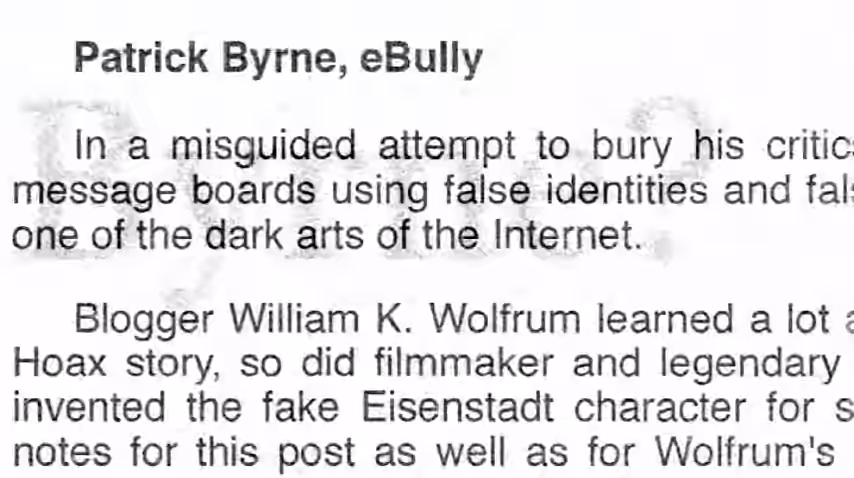 Patrick Byrne, eBully
In a misguided attempt to bury his
message boards using false identities and
one of the dark arts of the Internet.
Blogger William K. Wolfrum learned a lot
Hoax story, so did filmmaker and legendary
invented the fake Eisenstadt character for
notes for this post as well as for Wolfrum's